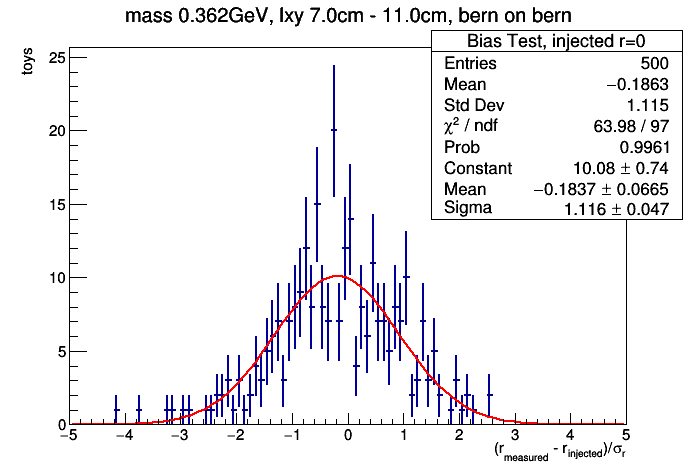 mass 0.362GeV, lxy 7.0cm - 11.0cm, bern on bern
Bias Test, injected r=0
Entries 500
Mean −0.1863
Std Dev 1.115
χ² / ndf 63.98 / 97
Prob 0.9961
Constant 10.08 ± 0.74
Mean −0.1837 ± 0.0665
Sigma 1.116 ± 0.047
toys
25
20
15
10
5
0
−5 −4 −3 −2 −1 0 1 2 3 4 5
(r_measured - r_injected)/σ_r